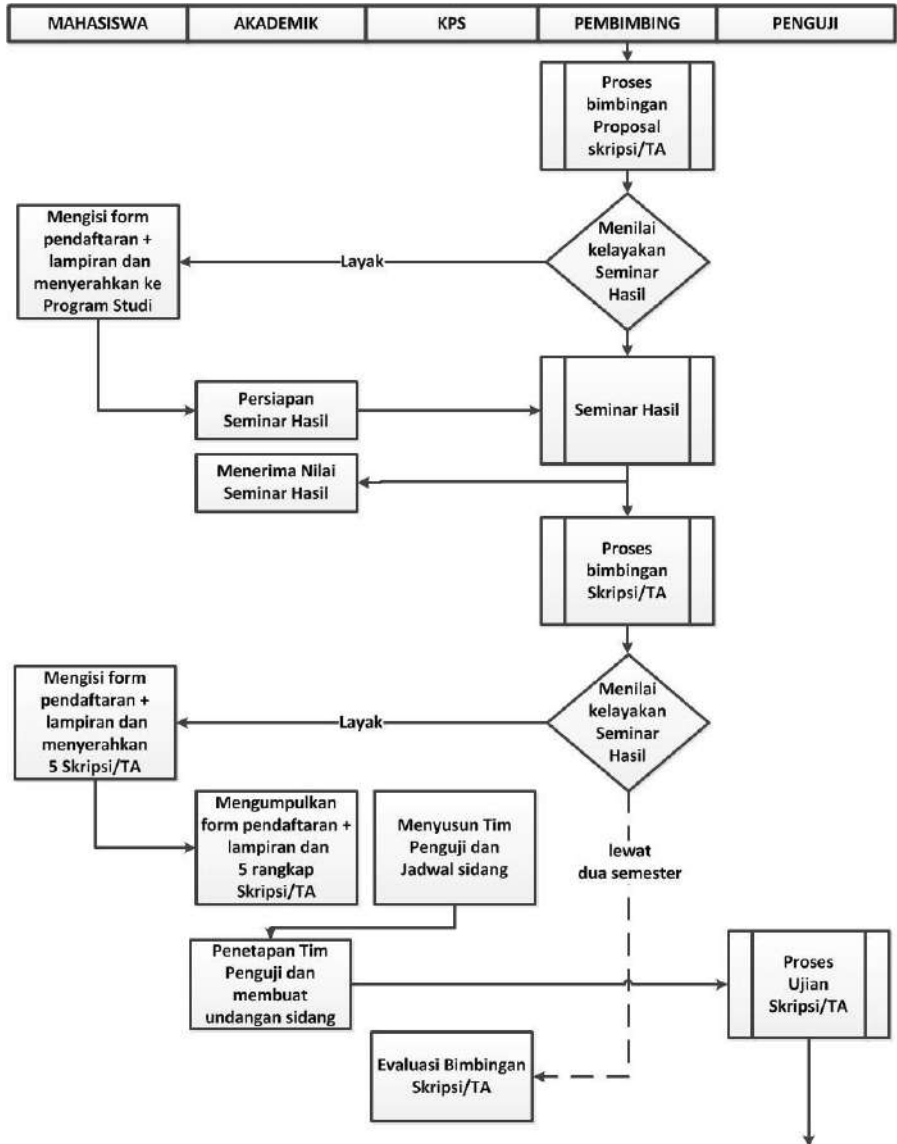 MAHASISWA
AKADEMIK
KPS
PEMBIMBING
PENGUJI
Proses
bimbingan
Proposal
skripsi/TA
Mengisi form
pendaftaran +
lampiran dan
menyerahkan ke
Program Studi
Layak
Menilai
kelayakan
Seminar
Hasil
Persiapan
Seminar Hasil
Seminar Hasil
Menerima Nilai
Seminar Hasil
Proses
bimbingan
Skripsi/TA
Mengisi form
pendaftaran +
lampiran dan
menyerahkan
5 Skripsi/TA
Layak
Menilai
kelayakan
Seminar
Hasil
Mengumpulkan
form pendaftaran +
lampiran dan
5 rangkap
Skripsi/TA
Menyusun Tim
Penguji dan
Jadwal sidang
lewat
dua semester
Penetapan Tim
Penguji dan
membuat
undangan sidang
Proses
Ujian
Skripsi/TA
Evaluasi Bimbingan
Skripsi/TA